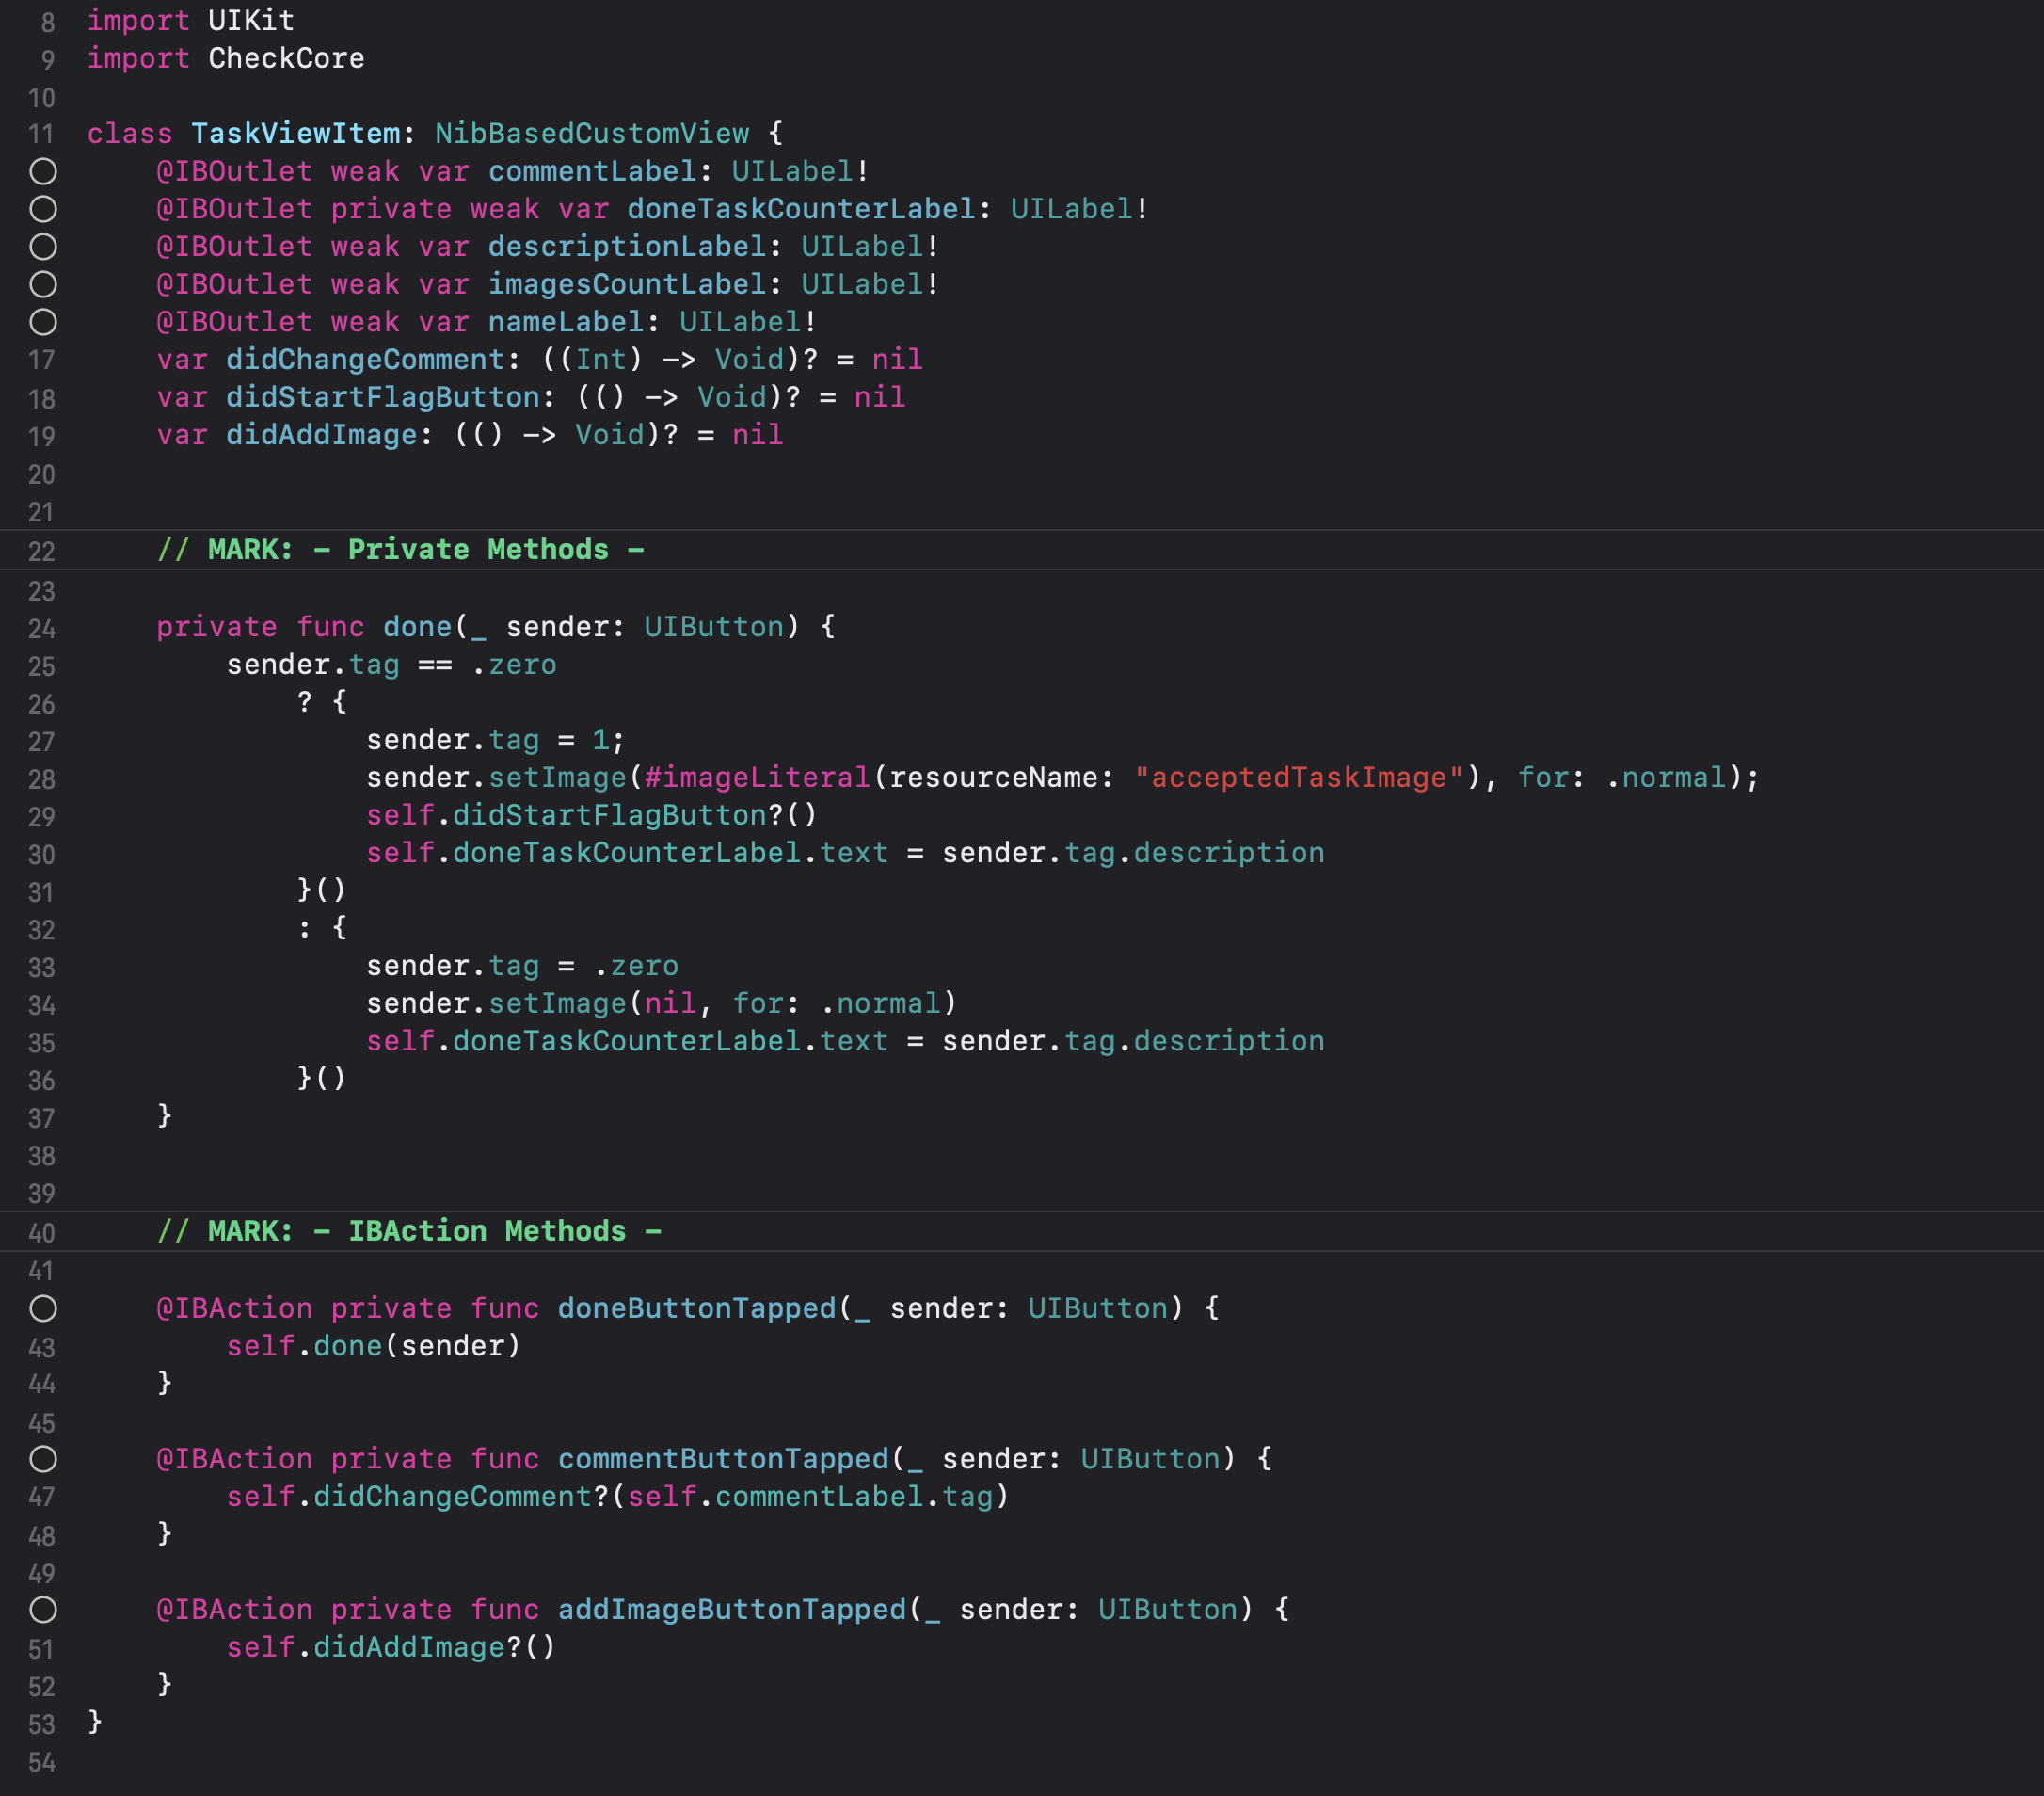 8 import UIKit
9 import CheckCore
10
11 class TaskViewItem: NibBasedCustomView {
@IBOutlet weak var commentLabel: UILabel!
@IBOutlet private weak var doneTaskCounterLabel: UILabel!
@IBOutlet weak var descriptionLabel: UILabel!
@IBOutlet weak var imagesCountLabel: UILabel!
@IBOutlet weak var nameLabel: UILabel!
17 var didChangeComment: ((Int) -> Void)? = nil
18 var didStartFlagButton: (() -> Void)? = nil
19 var didAddImage: (() -> Void)? = nil
20
21
22 // MARK: - Private Methods -
23
24 private func done(_ sender: UIButton) {
25 sender.tag == .zero
26 ? {
27 sender.tag = 1;
28 sender.setImage(#imageLiteral(resourceName: "acceptedTaskImage"), for: .normal);
29 self.didStartFlagButton?()
30 self.doneTaskCounterLabel.text = sender.tag.description
31 }()
32 : {
33 sender.tag = .zero
34 sender.setImage(nil, for: .normal)
35 self.doneTaskCounterLabel.text = sender.tag.description
36 }()
37 }
38
39
40 // MARK: - IBAction Methods -
41
@IBAction private func doneButtonTapped(_ sender: UIButton) {
43 self.done(sender)
44 }
45
@IBAction private func commentButtonTapped(_ sender: UIButton) {
47 self.didChangeComment?(self.commentLabel.tag)
48 }
49
@IBAction private func addImageButtonTapped(_ sender: UIButton) {
51 self.didAddImage?()
52 }
53 }
54